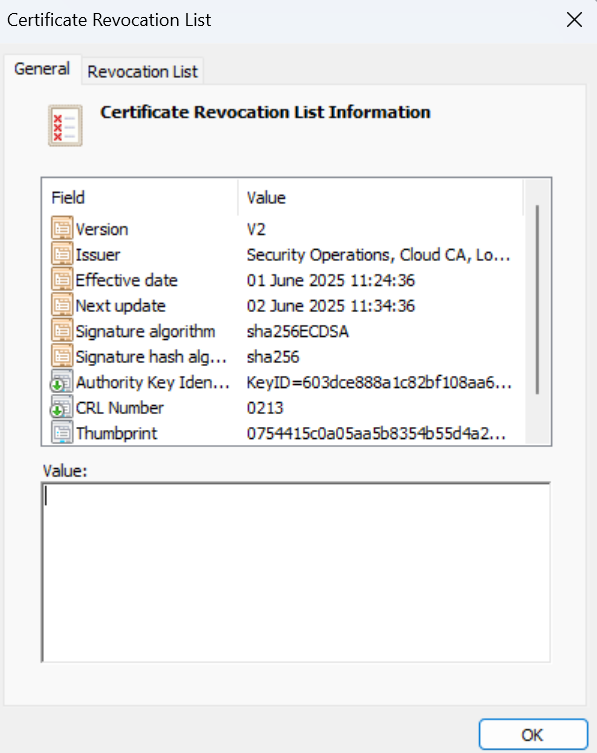 Certificate Revocation List
General Revocation List
Certificate Revocation List Information
Field Value
Version V2
Issuer Security Operations, Cloud CA, Lo...
Effective date 01 June 2025 11:24:36
Next update 02 June 2025 11:34:36
Signature algorithm sha256ECDSA
Signature hash alg... sha256
Authority Key Iden... KeyID=603dce888a1c82bf108aa6...
CRL Number 0213
Thumbprint 0754415c0a05aa5b8354b55d4a2...
Value:
OK